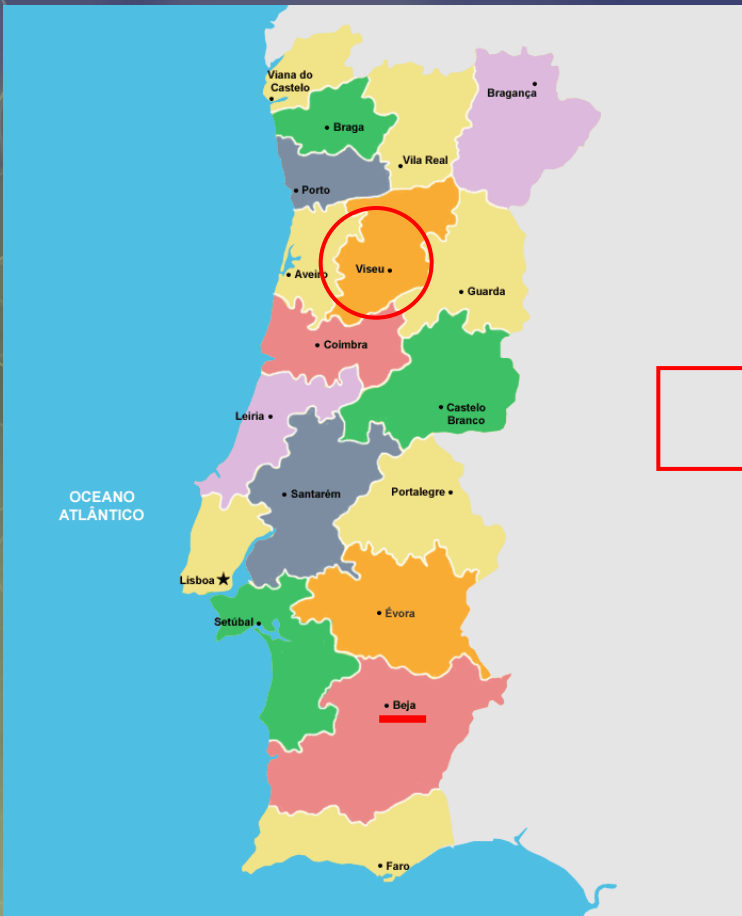 Viana do
Castelo
Bragança
Braga
Vila Real
Porto
Viseu
Aveiro
Guarda
Coimbra
Castelo
Branco
Leiria
Santarém
Portalegre
OCEANO
ATLÂNTICO
Lisboa
Évora
Setúbal
Beja
Faro